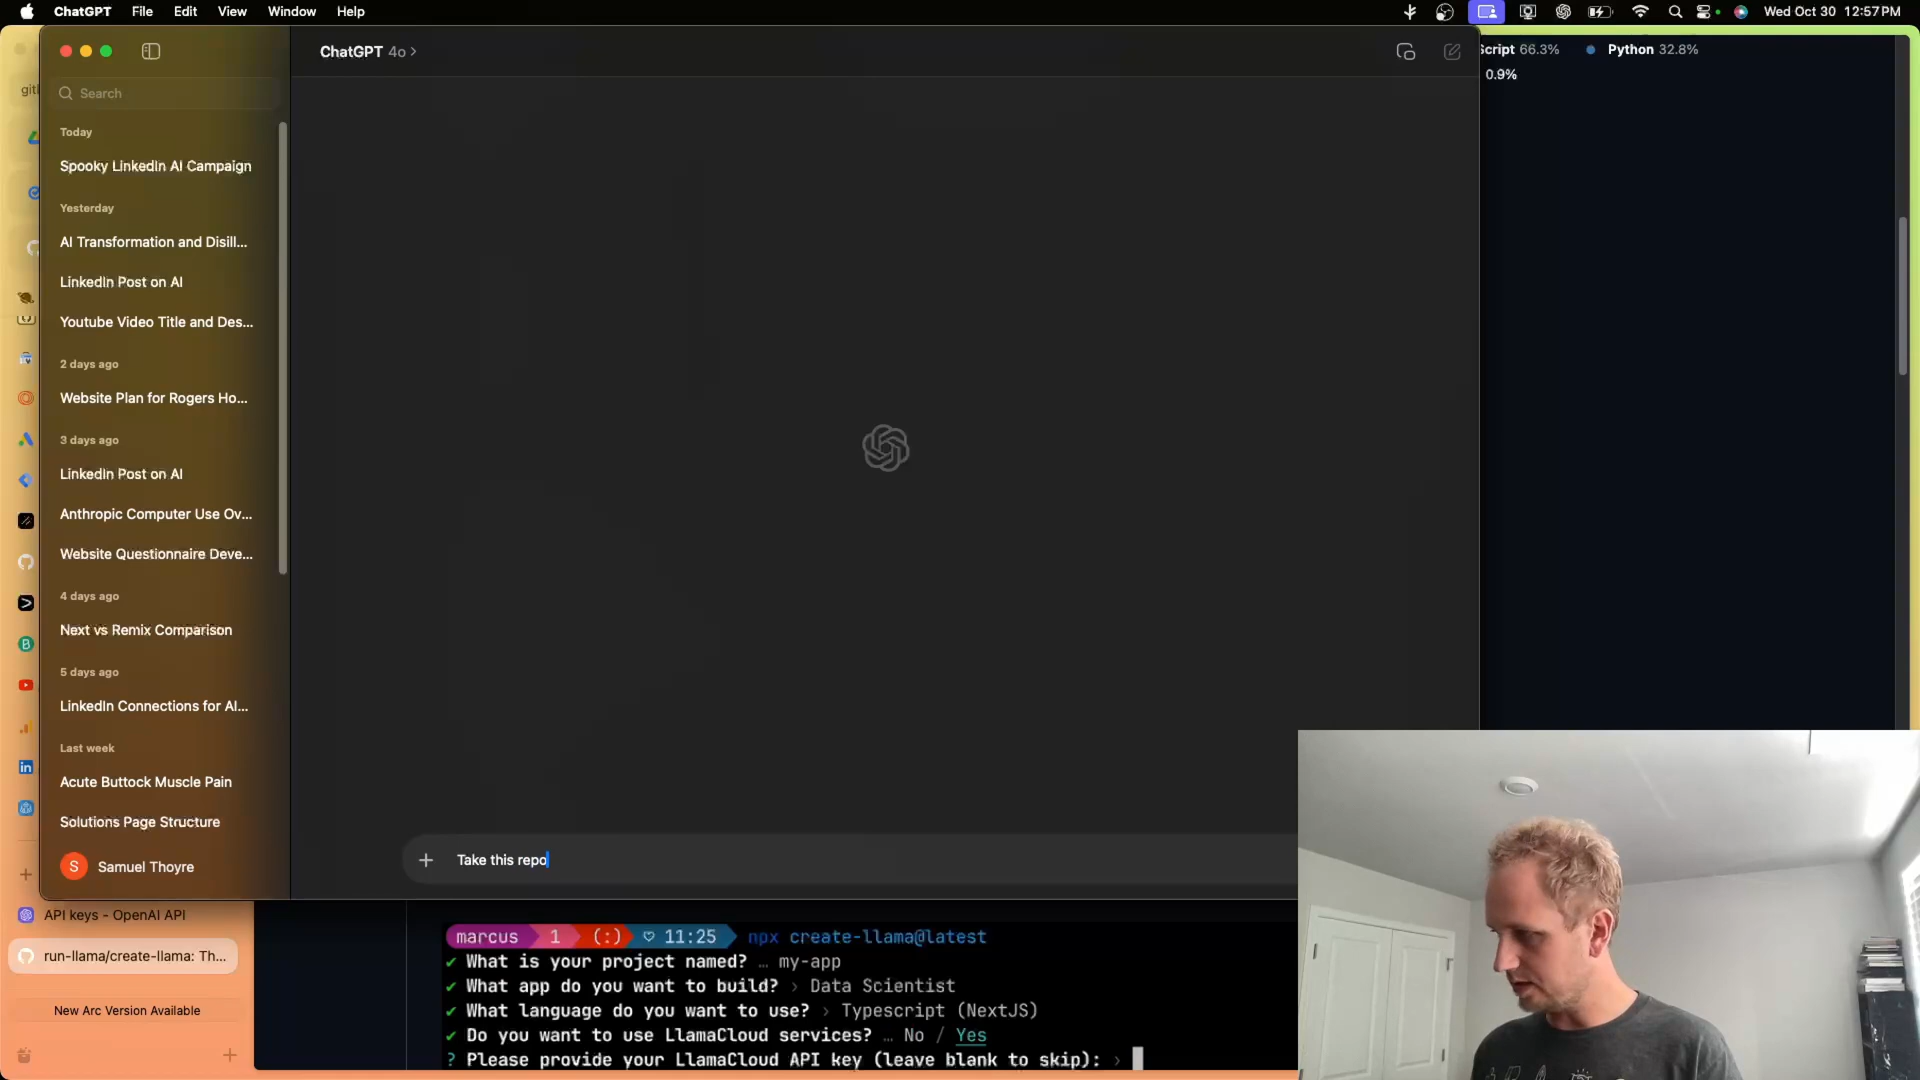 ChatGPT File Edit View Window Help
Wed Oct 30 12:57 PM
ChatGPT 4o >
Script 66.3% Python 32.8%
0.9%
Search
Today
Spooky LinkedIn AI Campaign
Yesterday
AI Transformation and Disill...
LinkedIn Post on AI
Youtube Video Title and Des...
2 days ago
Website Plan for Rogers Ho...
3 days ago
LinkedIn Post on AI
Anthropic Computer Use Ov...
Website Questionnaire Deve...
4 days ago
Next vs Remix Comparison
5 days ago
LinkedIn Connections for AI...
Last week
Acute Buttock Muscle Pain
Solutions Page Structure
S Samuel Thoyre
Take this repo
API keys - OpenAI API
run-llama/create-llama: Th...
New Arc Version Available
marcus 1 (:) ♡ 11:25 npx create-llama@latest
✔ What is your project named? … my-app
✔ What app do you want to build? › Data Scientist
✔ What language do you want to use? › Typescript (NextJS)
✔ Do you want to use LlamaCloud services? … No / Yes
? Please provide your LlamaCloud API key (leave blank to skip): ›